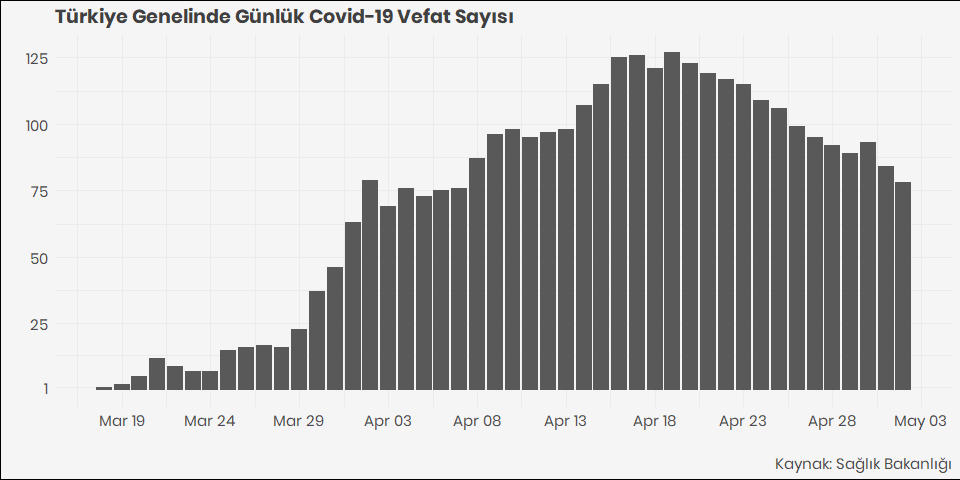 Türkiye Genelinde Günlük Covid-19 Vefat Sayısı
125
100
75
50
25
1
Mar 19 Mar 24 Mar 29 Apr 03 Apr 08 Apr 13 Apr 18 Apr 23 Apr 28 May 03
Kaynak: Sağlık Bakanlığı